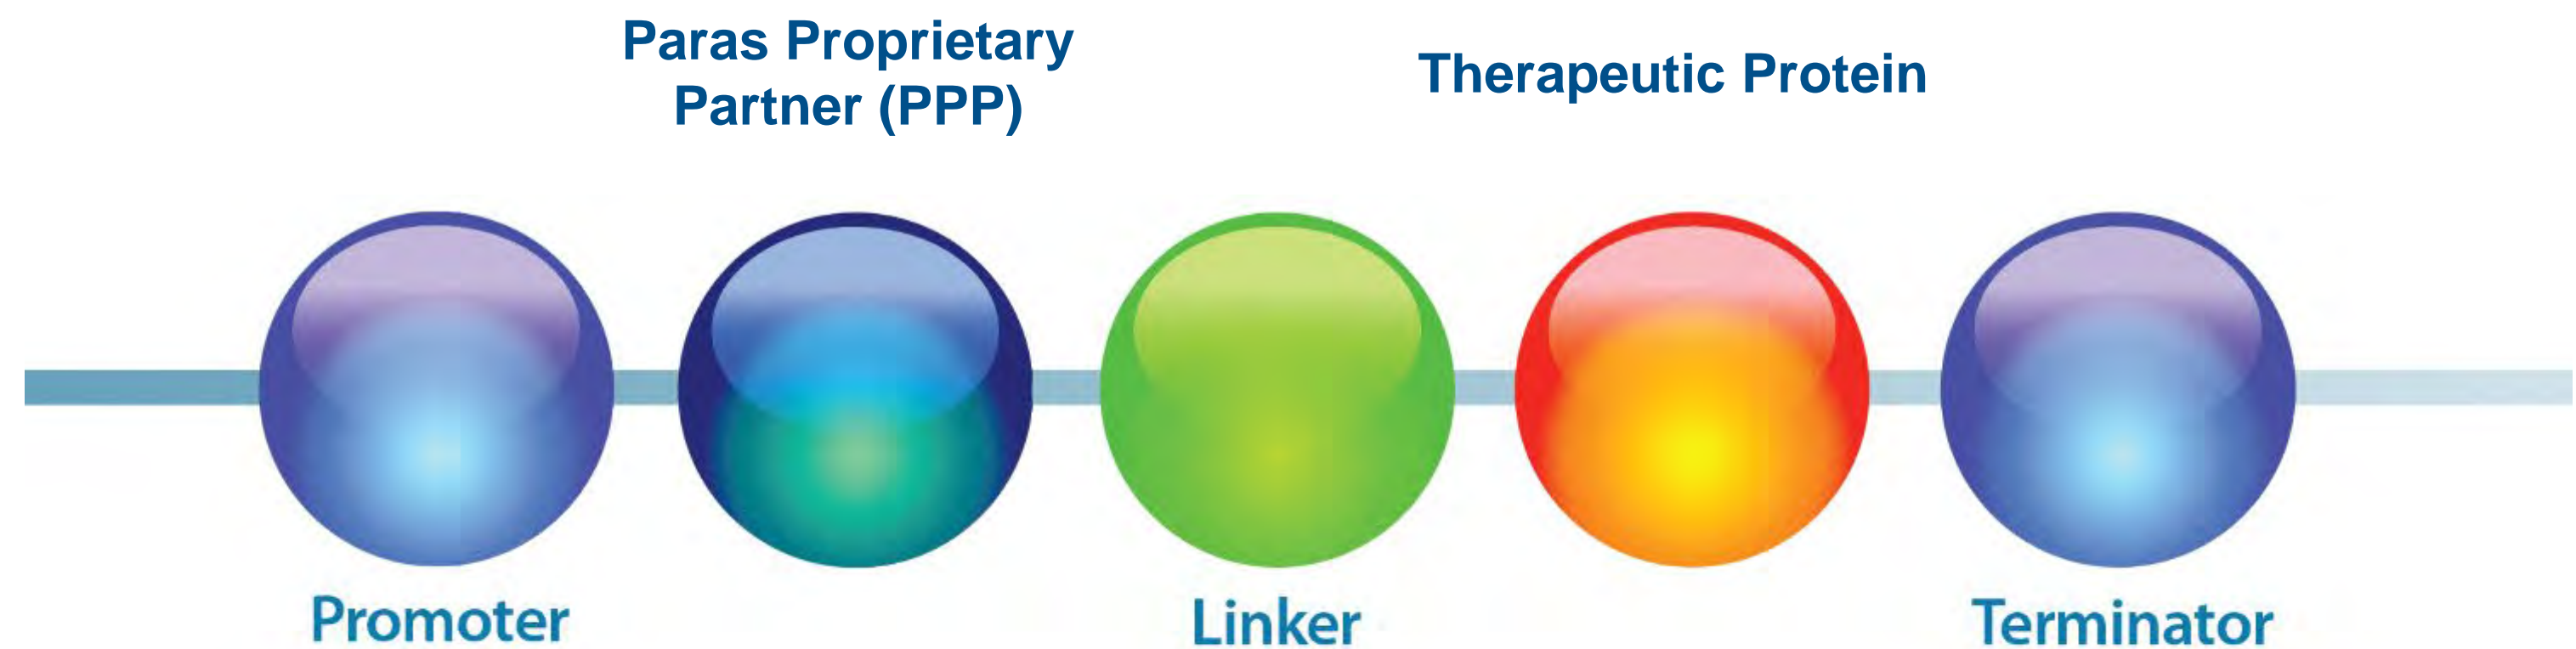 Paras Proprietary
Partner (PPP)
Therapeutic Protein
Promoter
Linker
Terminator